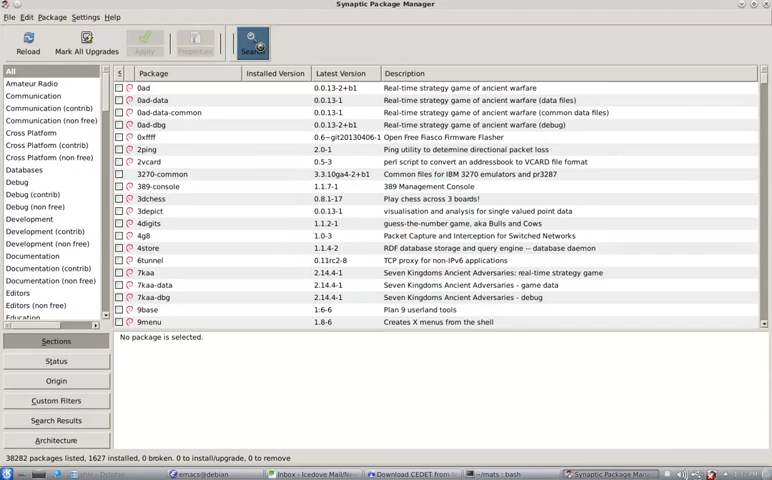 Synaptic Package Manager
File Edit Package Settings Help
Reload Mark All Upgrades Apply Properties Search
S Package Installed Version Latest Version Description
All
Amateur Radio
Communication
Communication (contrib)
Communication (non free)
Cross Platform
Cross Platform (contrib)
Cross Platform (non free)
Databases
Debug
Debug (contrib)
Debug (non free)
Development
Development (contrib)
Development (non free)
Documentation
Documentation (contrib)
Documentation (non free)
Editors
Editors (non free)
Education
0ad 0.0.13-2+b1 Real-time strategy game of ancient warfare
0ad-data 0.0.13-1 Real-time strategy game of ancient warfare (data files)
0ad-data-common 0.0.13-1 Real-time strategy game of ancient warfare (common data files)
0ad-dbg 0.0.13-2+b1 Real-time strategy game of ancient warfare (debug)
0xffff 0.6~git20130406-1 Open Free Fiasco Firmware Flasher
2ping 2.0-1 Ping utility to determine directional packet loss
2vcard 0.5-3 perl script to convert an addressbook to VCARD file format
3270-common 3.3.10ga4-2+b1 Common files for IBM 3270 emulators and pr3287
389-console 1.1.7-1 389 Management Console
3dchess 0.8.1-17 Play chess across 3 boards!
3depict 0.0.13-1 visualisation and analysis for single valued point data
4digits 1.1.2-1 guess-the-number game, aka Bulls and Cows
4g8 1.0-3 Packet Capture and Interception for Switched Networks
4store 1.1.4-2 RDF database storage and query engine -- database daemon
6tunnel 0.11rc2-8 TCP proxy for non-IPv6 applications
7kaa 2.14.4-1 Seven Kingdoms Ancient Adversaries: real-time strategy game
7kaa-data 2.14.4-1 Seven Kingdoms Ancient Adversaries - game data
7kaa-dbg 2.14.4-1 Seven Kingdoms Ancient Adversaries - debug
9base 1:6-6 Plan 9 userland tools
9menu 1.8-6 Creates X menus from the shell
No package is selected.
Sections
Status
Origin
Custom Filters
Search Results
Architecture
38282 packages listed, 1627 installed, 0 broken. 0 to install/upgrade, 0 to remove
emacs@debian Inbox - Icedove Mail/Ne Download CEDET from S ~/mats : bash Synaptic Package Man